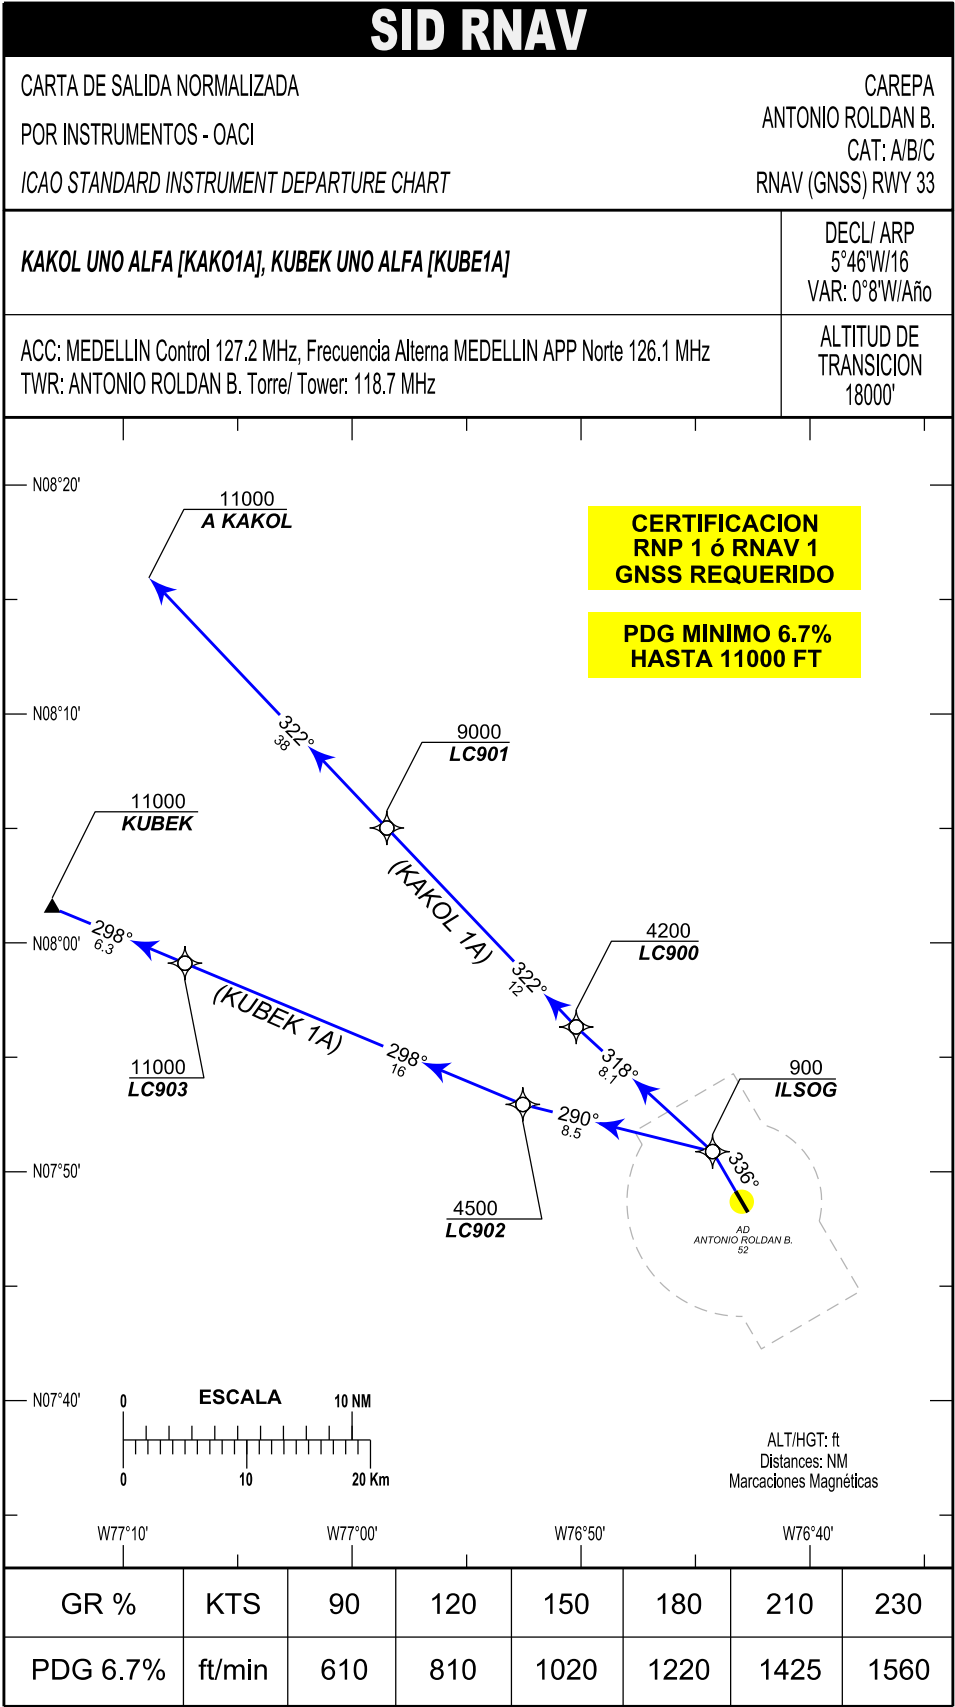 SID RNAV
CARTA DE SALIDA NORMALIZADA
POR INSTRUMENTOS - OACI
ICAO STANDARD INSTRUMENT DEPARTURE CHART
CAREPA
ANTONIO ROLDAN B.
CAT: A/B/C
RNAV (GNSS) RWY 33
KAKOL UNO ALFA [KAKO1A], KUBEK UNO ALFA [KUBE1A]
DECL/ ARP
5°46'W/16
VAR: 0°8'W/Año
ACC: MEDELLIN Control 127.2 MHz, Frecuencia Alterna MEDELLIN APP Norte 126.1 MHz
TWR: ANTONIO ROLDAN B. Torre/ Tower: 118.7 MHz
ALTITUD DE
TRANSICION
18000'
N08°20'
11000
A KAKOL
CERTIFICACION
RNP 1 ó RNAV 1
GNSS REQUERIDO
PDG MINIMO 6.7%
HASTA 11000 FT
N08°10'
322°
38
9000
LC901
11000
KUBEK
(KAKOL 1A)
298°
6.3
N08°00'
4200
LC900
322°
12
(KUBEK 1A)
298°
16
318°
8.1
11000
LC903
900
ILSOG
290°
8.5
N07°50'
336°
4500
LC902
AD
ANTONIO ROLDAN B.
52
N07°40'
0 ESCALA 10 NM
0 10 20 Km
ALT/HGT: ft
Distances: NM
Marcaciones Magnéticas
W77°10' W77°00' W76°50' W76°40'
GR % KTS 90 120 150 180 210 230
PDG 6.7% ft/min 610 810 1020 1220 1425 1560